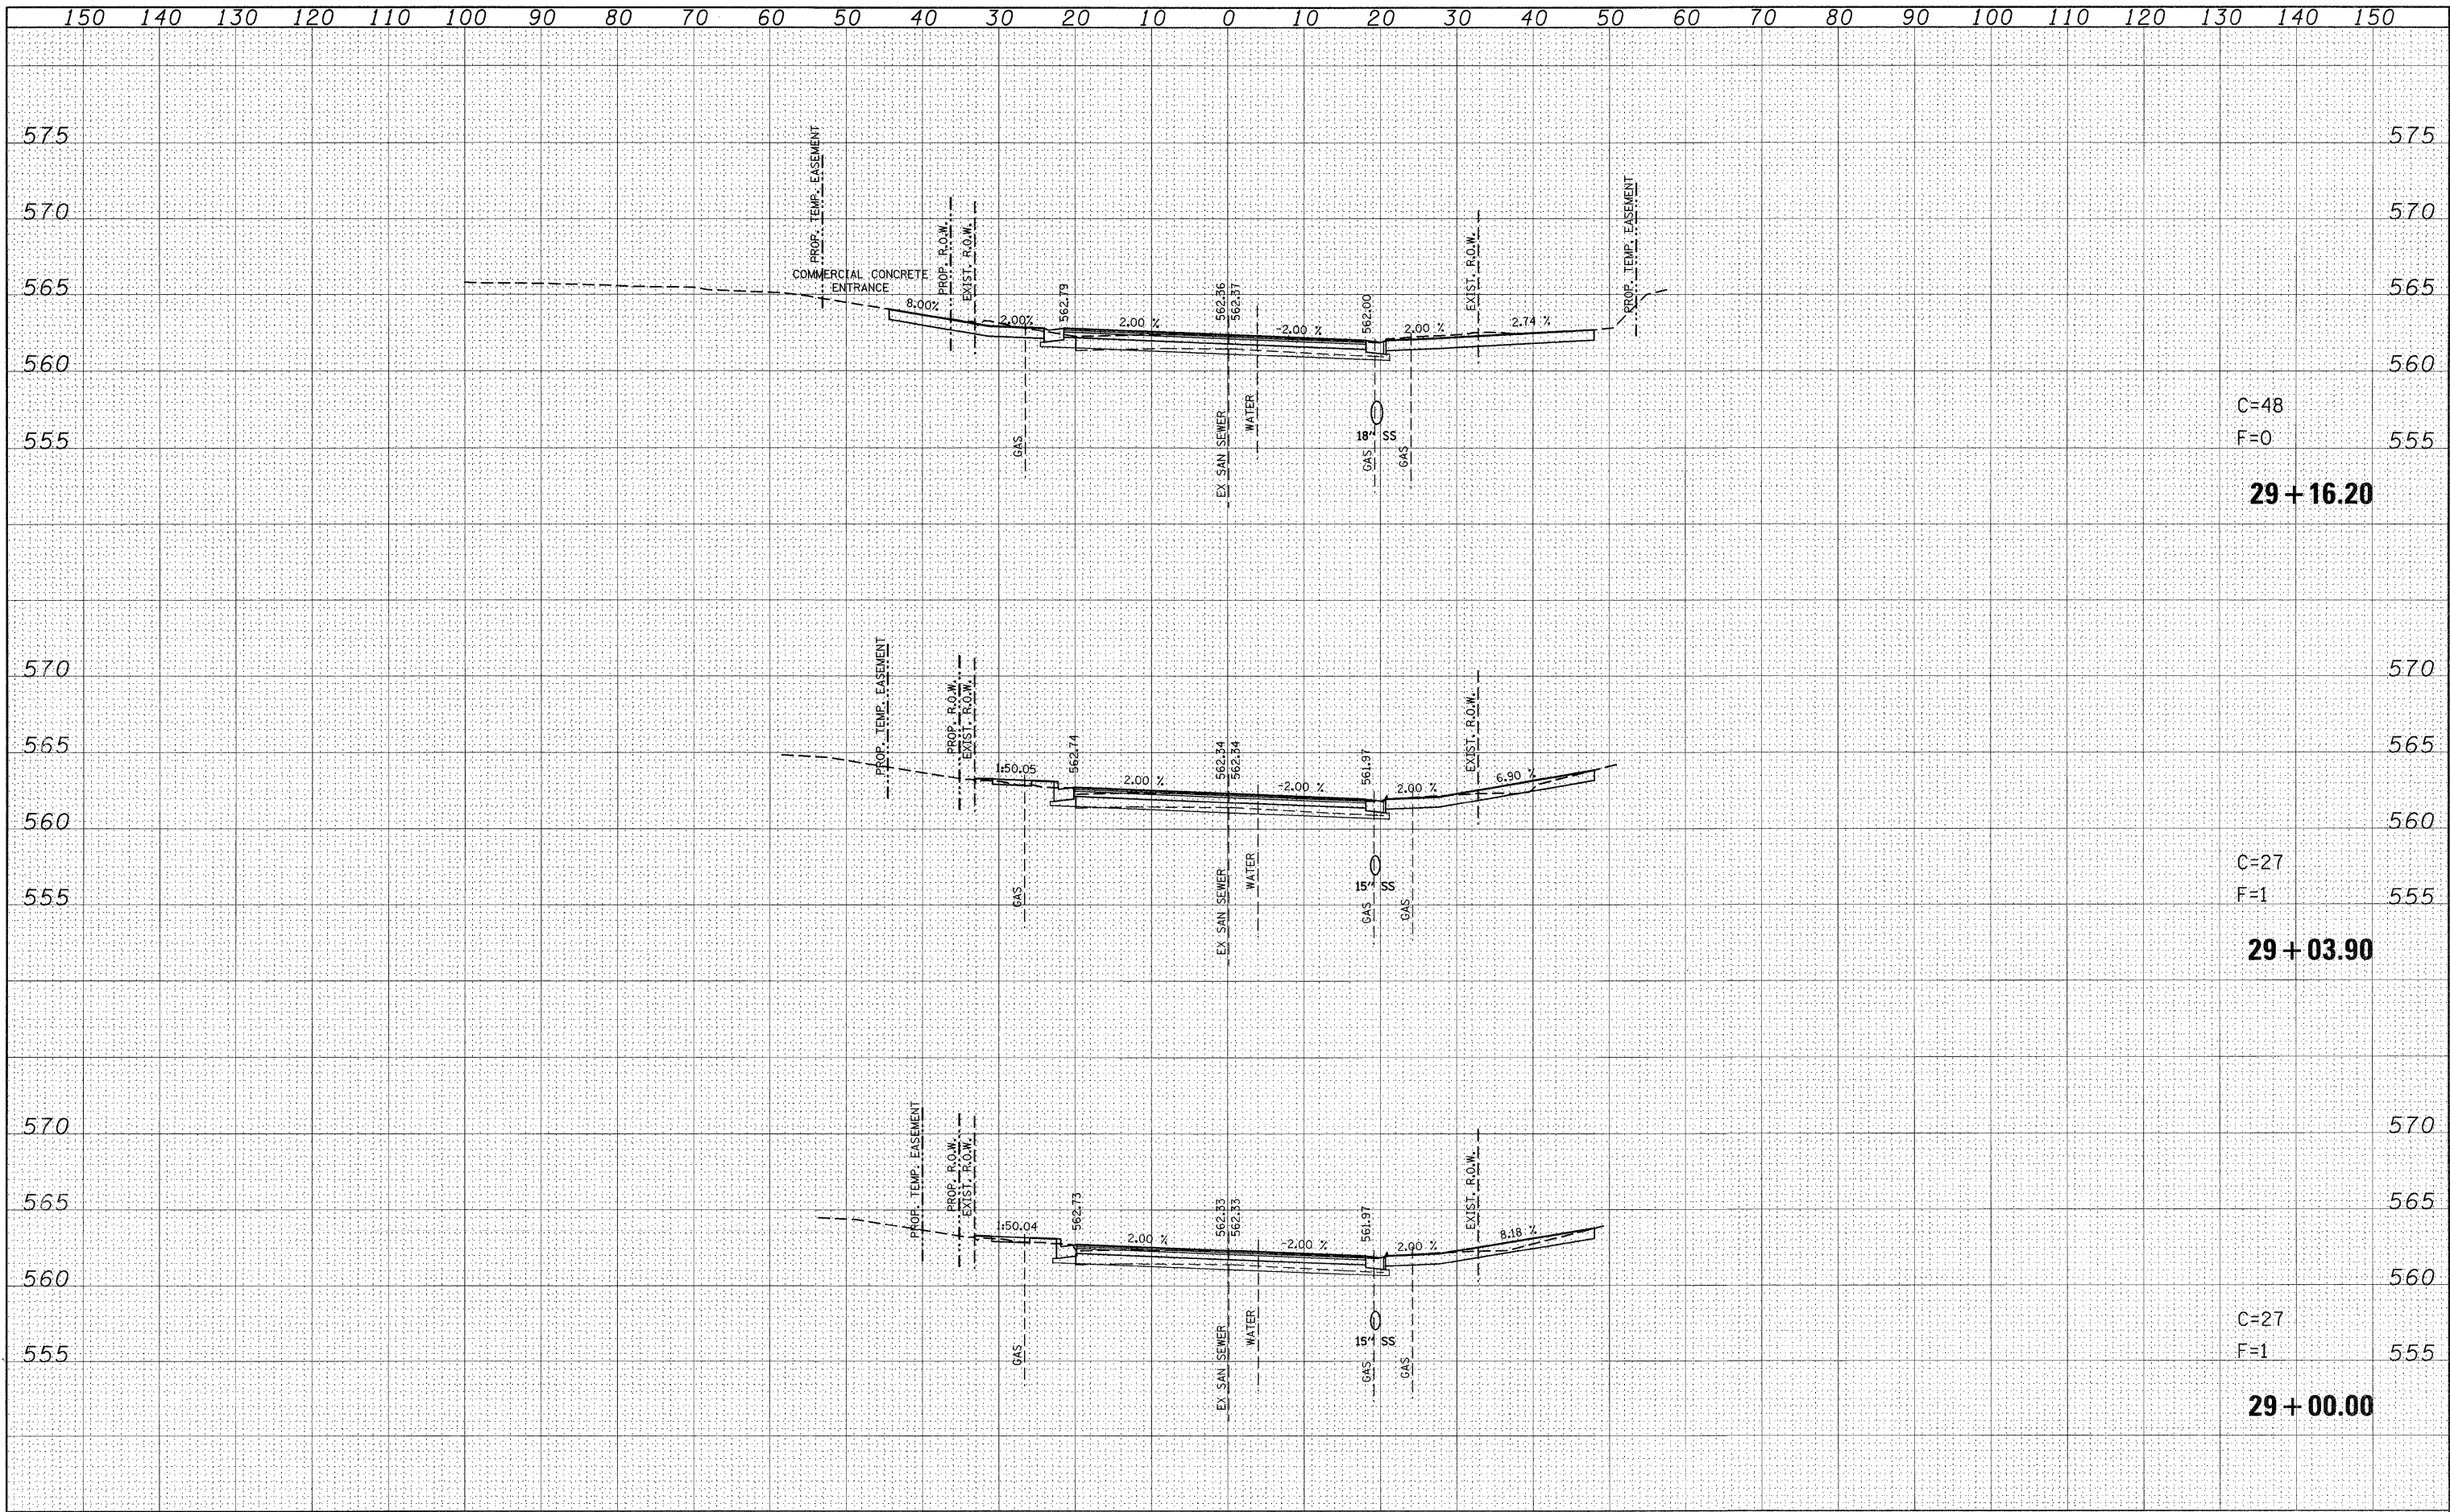 150 140 130 120 110 100 90 80 70 60 50 40 30 20 10 0 10 20 30 40 50 60 70 80 90 100 110 120 130 140 150
575 575
PROP. TEMP. EASEMENT
570 570
PROP. R.O.W.
EXIST. R.O.W.
EXIST. R.O.W.
PROP. TEMP. EASEMENT
565 565
COMMERCIAL CONCRETE
ENTRANCE
8.00%
2.00%
562.79
2.00 %
562.36
562.37
-2.00 %
562.00
2.00 %
2.74 %
560 560
C=48
WATER
18" SS
F=0
555 555
GAS
EX SAN SEWER
GAS
GAS
29+16.20
570 570
PROP. TEMP. EASEMENT
PROP. R.O.W.
EXIST. R.O.W.
EXIST. R.O.W.
565 565
1:50.05
562.74
2.00 %
562.34
562.34
-2.00 %
561.97
2.00 %
6.90 %
560 560
C=27
WATER
15" SS
F=1
555 555
GAS
EX SAN SEWER
GAS
GAS
29+03.90
570 570
PROP. TEMP. EASEMENT
PROP. R.O.W.
EXIST. R.O.W.
EXIST. R.O.W.
565 565
1:50.04
562.73
2.00 %
562.33
562.33
-2.00 %
561.97
2.00 %
8.18 %
560 560
C=27
WATER
15" SS
F=1
555 555
GAS
EX SAN SEWER
GAS
GAS
29+00.00